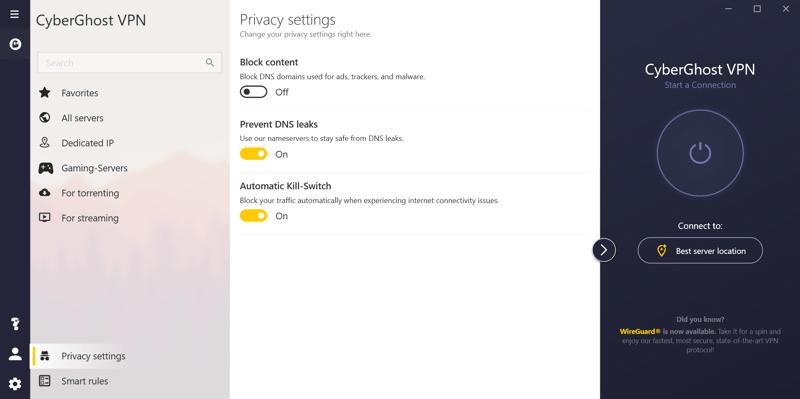 CyberGhost VPN
Search
Favorites
All servers
Dedicated IP
Gaming-Servers
For torrenting
For streaming
Privacy settings
Smart rules
Privacy settings
Change your privacy settings right here.
Block content
Block DNS domains used for ads, trackers, and malware.
Off
Prevent DNS leaks
Use our nameservers to stay safe from DNS leaks.
On
Automatic Kill-Switch
Block your traffic automatically when experiencing internet connectivity issues.
On
CyberGhost VPN
Start a Connection
Connect to:
Best server location
Did you know?
WireGuard® is now available. Take it for a spin and
enjoy our fastest, most secure, state-of-the-art VPN
protocol!